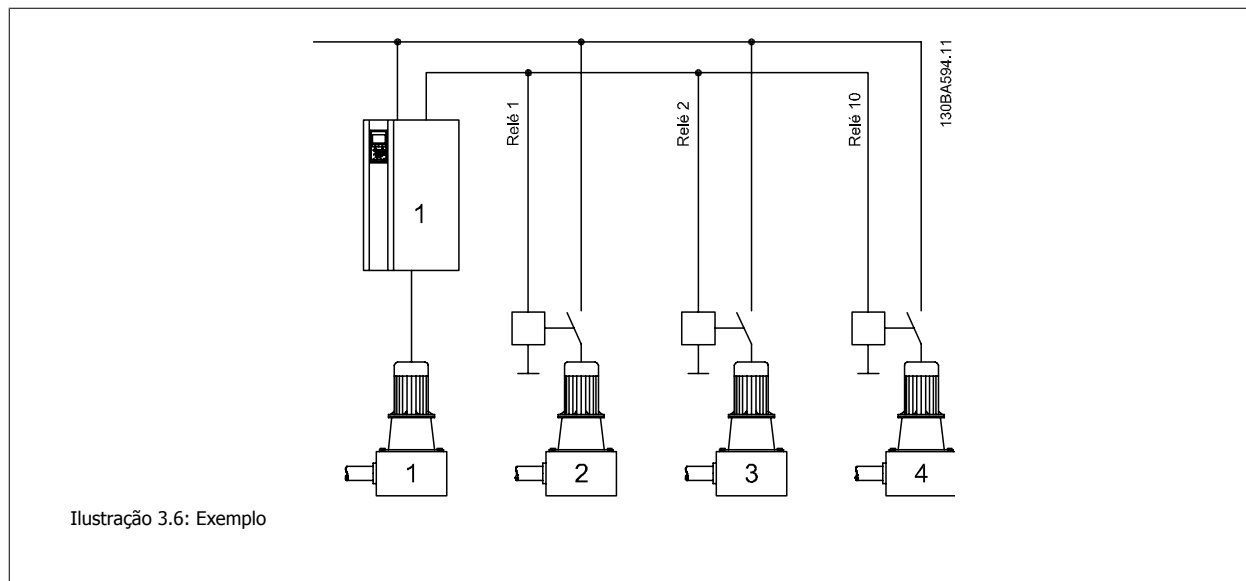 130BA594.11
Relé 1
Relé 2
Relé 10
1
1
2
3
4
Ilustração 3.6: Exemplo